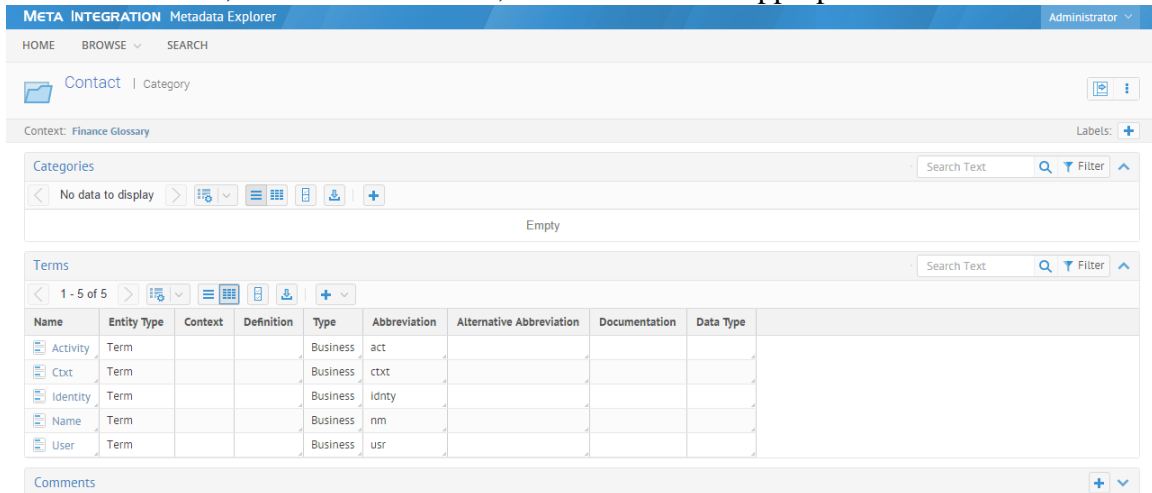 META INTEGRATION Metadata Explorer Administrator
HOME BROWSE SEARCH
Contact | Category
Context: Finance Glossary Labels:
Categories Search Text Filter
No data to display
Empty
Terms Search Text Filter
1 - 5 of 5
Name Entity Type Context Definition Type Abbreviation Alternative Abbreviation Documentation Data Type
Activity Term Business act
Ctxt Term Business ctxt
Identity Term Business idnty
Name Term Business nm
User Term Business usr
Comments